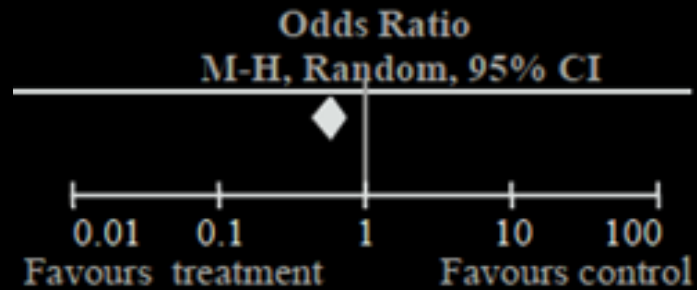 Odds Ratio
M-H, Random, 95% CI
0.01 0.1 1 10 100
Favours treatment Favours control